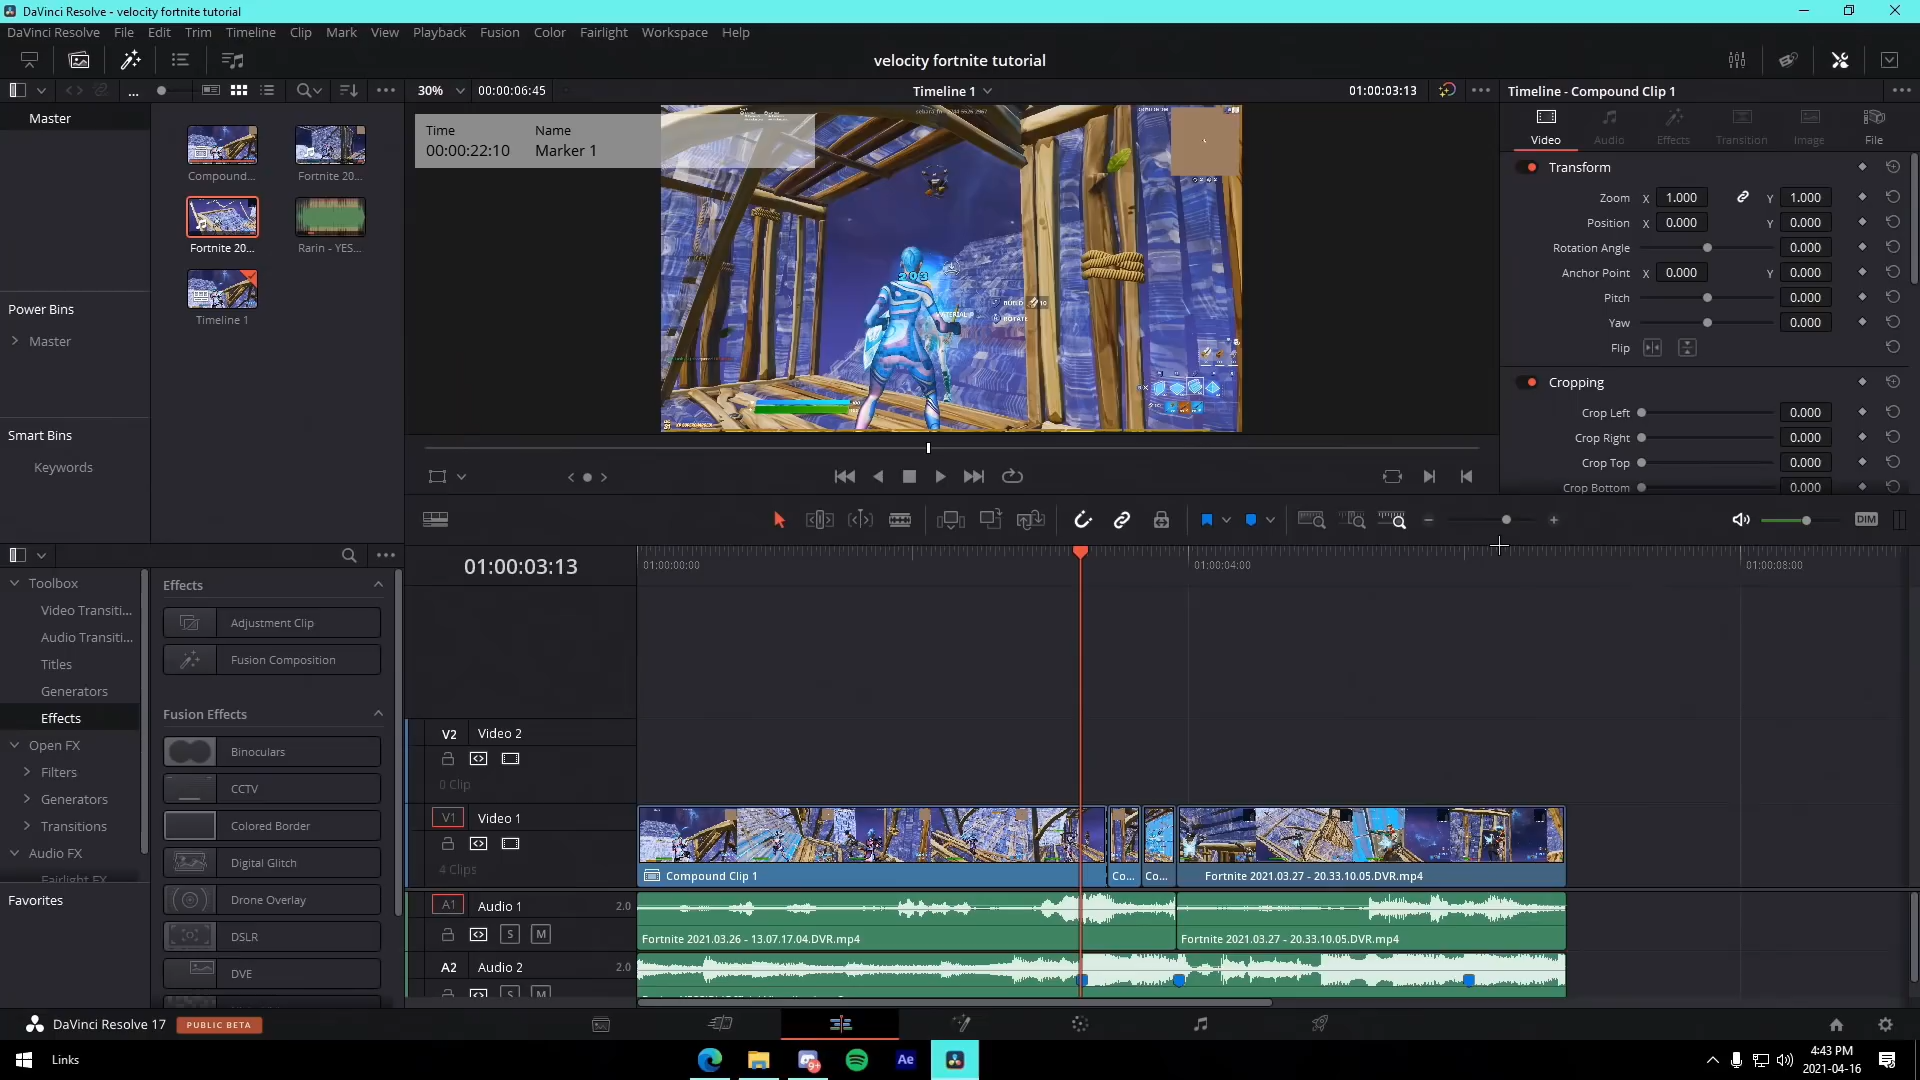 DaVinci Resolve - velocity fortnite tutorial
DaVinci Resolve File Edit Trim Timeline Clip Mark View Playback Fusion Color Fairlight Workspace Help
velocity fortnite tutorial
30% 00:00:06:45 Timeline 1 01:00:03:13 Timeline - Compound Clip 1
Master
Compound...
Fortnite 20...
Fortnite 20...
Rarin - YES...
Timeline 1
Power Bins
Master
Smart Bins
Keywords
Time Name
00:00:22:10 Marker 1
203
BUILD 10
MATERIAL
ROTATE
Video Audio Effects Transition Image File
Transform
Zoom X 1.000 Y 1.000
Position X 0.000 Y 0.000
Rotation Angle 0.000
Anchor Point X 0.000 Y 0.000
Pitch 0.000
Yaw 0.000
Flip
Cropping
Crop Left 0.000
Crop Right 0.000
Crop Top 0.000
Crop Bottom 0.000
DIM
Toolbox
Video Transiti...
Audio Transiti...
Titles
Generators
Effects
Open FX
Filters
Generators
Transitions
Audio FX
Fairlight FX
Favorites
Effects
Adjustment Clip
Fusion Composition
Fusion Effects
Binoculars
CCTV
Colored Border
Digital Glitch
Drone Overlay
DSLR
DVE
01:00:03:13
01:00:00:00 01:00:04:00 01:00:08:00
V2 Video 2
0 Clip
V1 Video 1
4 Clips
Compound Clip 1 Co... Co... Fortnite 2021.03.27 - 20.33.10.05.DVR.mp4
A1 Audio 1 2.0
S M
Fortnite 2021.03.26 - 13.07.17.04.DVR.mp4 Fortnite 2021.03.27 - 20.33.10.05.DVR.mp4
A2 Audio 2 2.0
S M
DaVinci Resolve 17 PUBLIC BETA
Links
Ae
9+
4:43 PM
2021-04-16